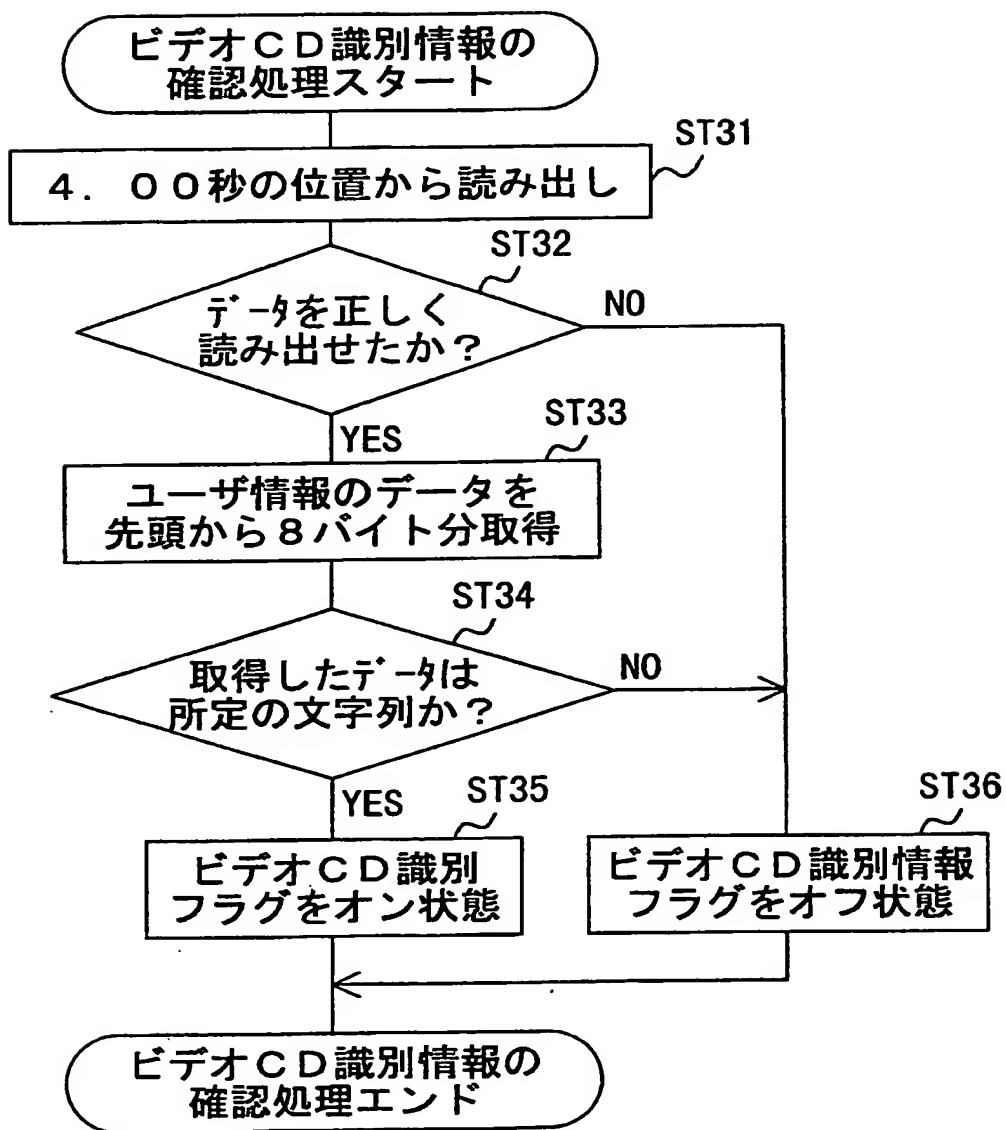 ビデオCD識別情報の
確認処理スタート
ST31
4.00秒の位置から読み出し
ST32
データを正しく
読み出せたか?
NO
YES
ST33
ユーザ情報のデータを
先頭から8バイト分取得
ST34
取得したデータは
所定の文字列か?
NO
YES
ST35
ビデオCD識別
フラグをオン状態
ST36
ビデオCD識別情報
フラグをオフ状態
ビデオCD識別情報の
確認処理エンド